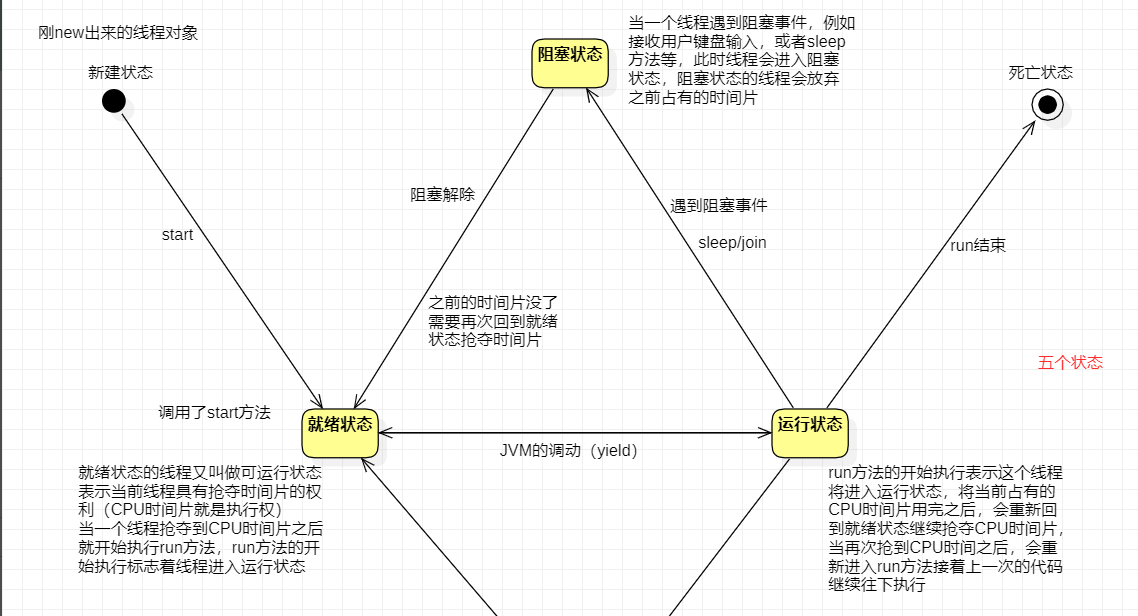 刚new出来的线程对象
新建状态
阻塞状态
当一个线程遇到阻塞事件，例如
接收用户键盘输入，或者sleep
方法等，此时线程会进入阻塞
状态，阻塞状态的线程会放弃
之前占有的时间片
死亡状态
阻塞解除
遇到阻塞事件
start
sleep/join
run结束
之前的时间片没了
需要再次回到就绪
状态抢夺时间片
五个状态
调用了start方法
就绪状态
运行状态
JVM的调动（yield）
就绪状态的线程又叫做可运行状态
表示当前线程具有抢夺时间片的权
利（CPU时间片就是执行权）
当一个线程抢夺到CPU时间片之后
就开始执行run方法，run方法的开
始执行标志着线程进入运行状态
run方法的开始执行表示这个线程
将进入运行状态，将当前占有的
CPU时间片用完之后，会重新回
到就绪状态继续抢夺CPU时间片，
当再次抢到CPU时间之后，会重
新进入run方法接着上一次的代码
继续往下执行